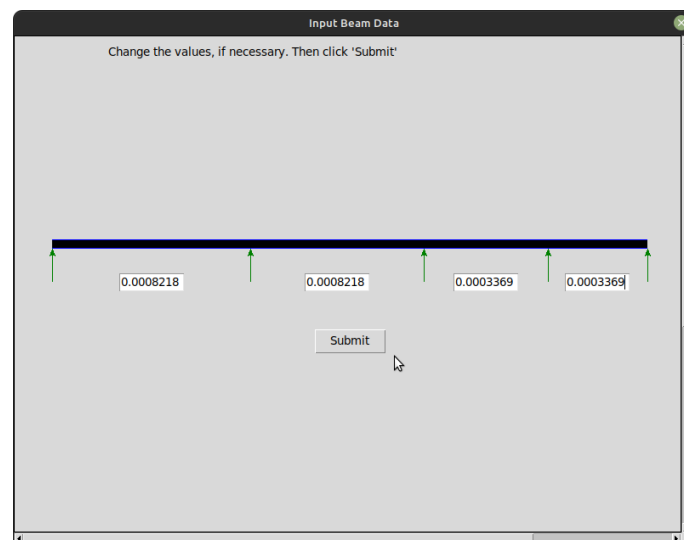 Input Beam Data
Change the values, if necessary. Then click 'Submit'
0.0008218 0.0008218 0.0003369 0.0003369
Submit